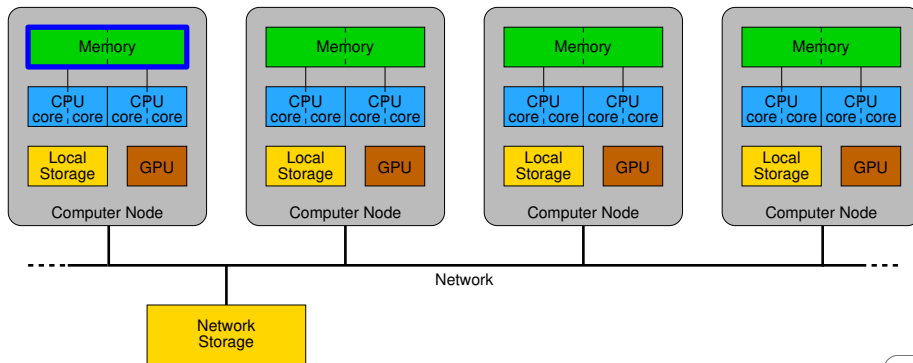 Memory
Memory
Memory
Memory
CPU CPU
core core core core
CPU CPU
core core core core
CPU CPU
core core core core
CPU CPU
core core core core
Local
Storage
GPU
Local
Storage
GPU
Local
Storage
GPU
Local
Storage
GPU
Computer Node
Computer Node
Computer Node
Computer Node
Network
Network
Storage